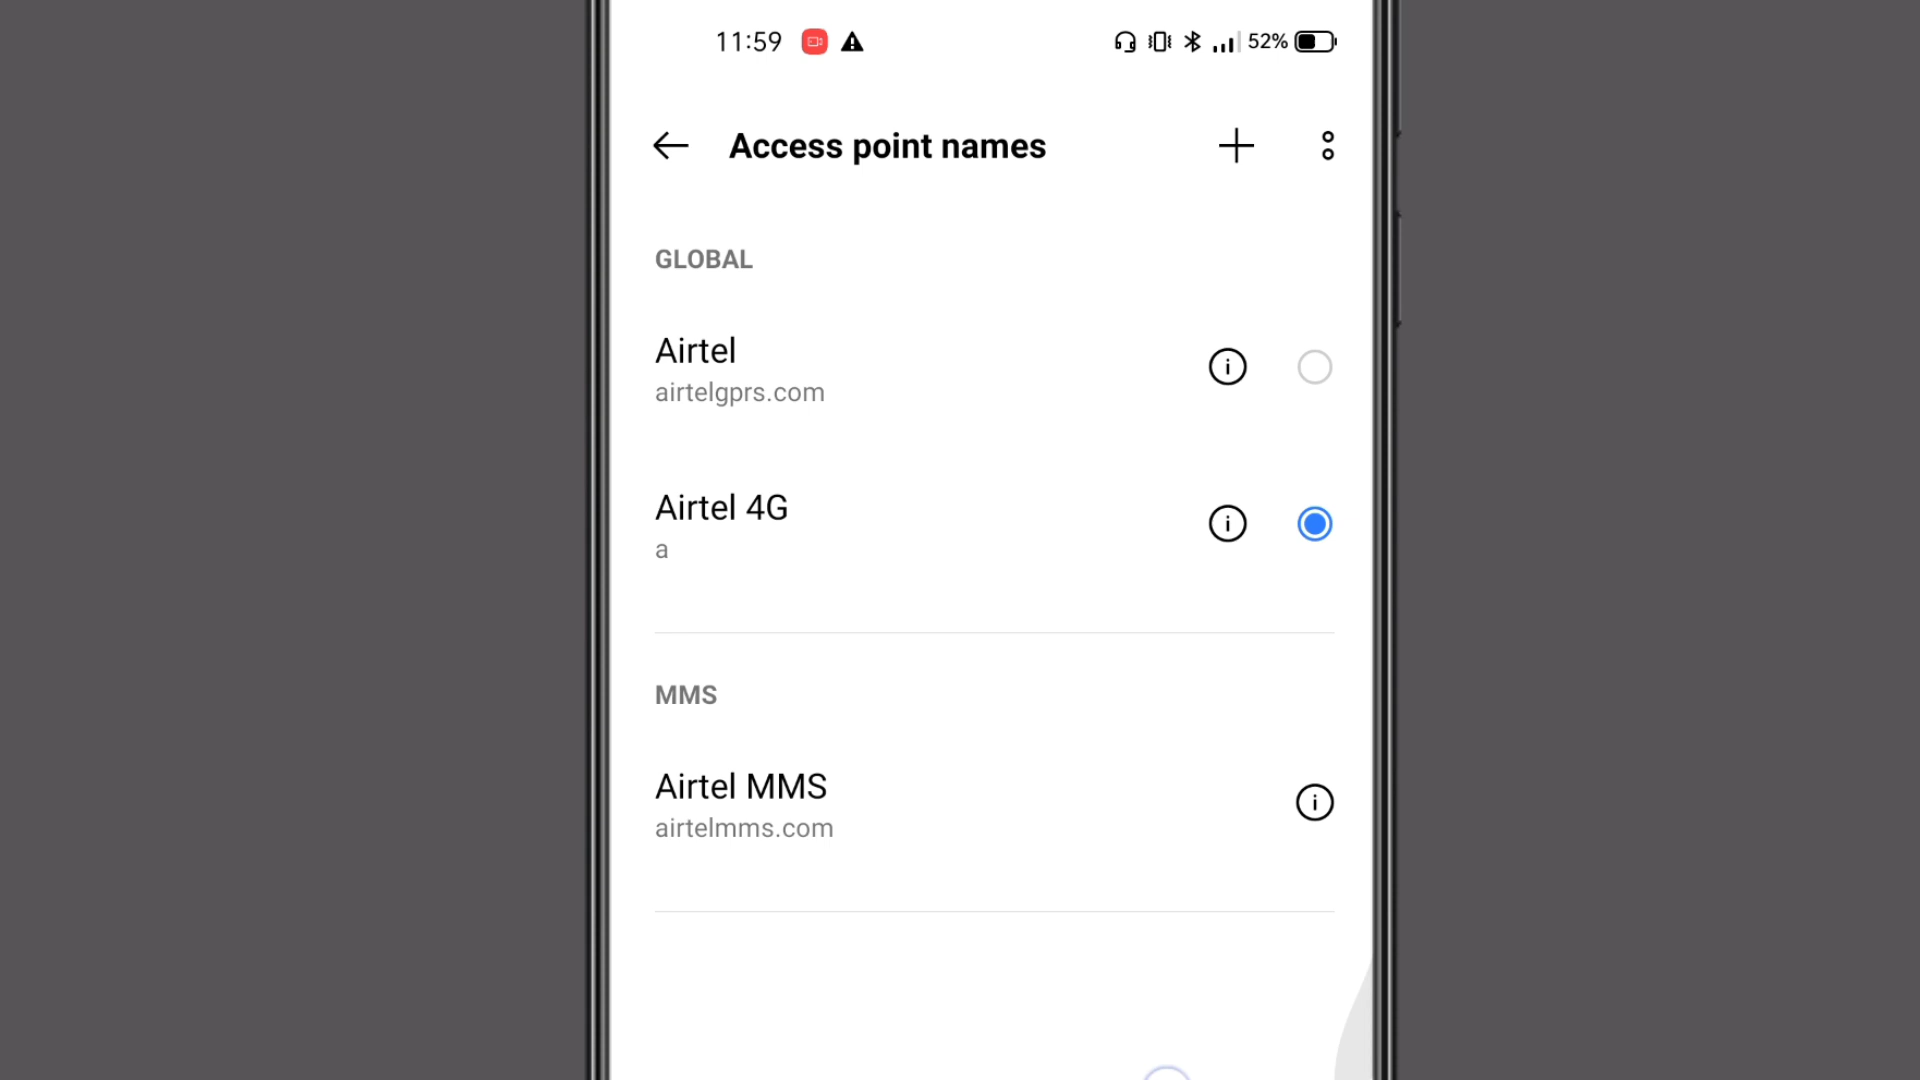 11:59 52%
Access point names
GLOBAL
Airtel
airtelgprs.com
Airtel 4G
a
MMS
Airtel MMS
airtelmms.com